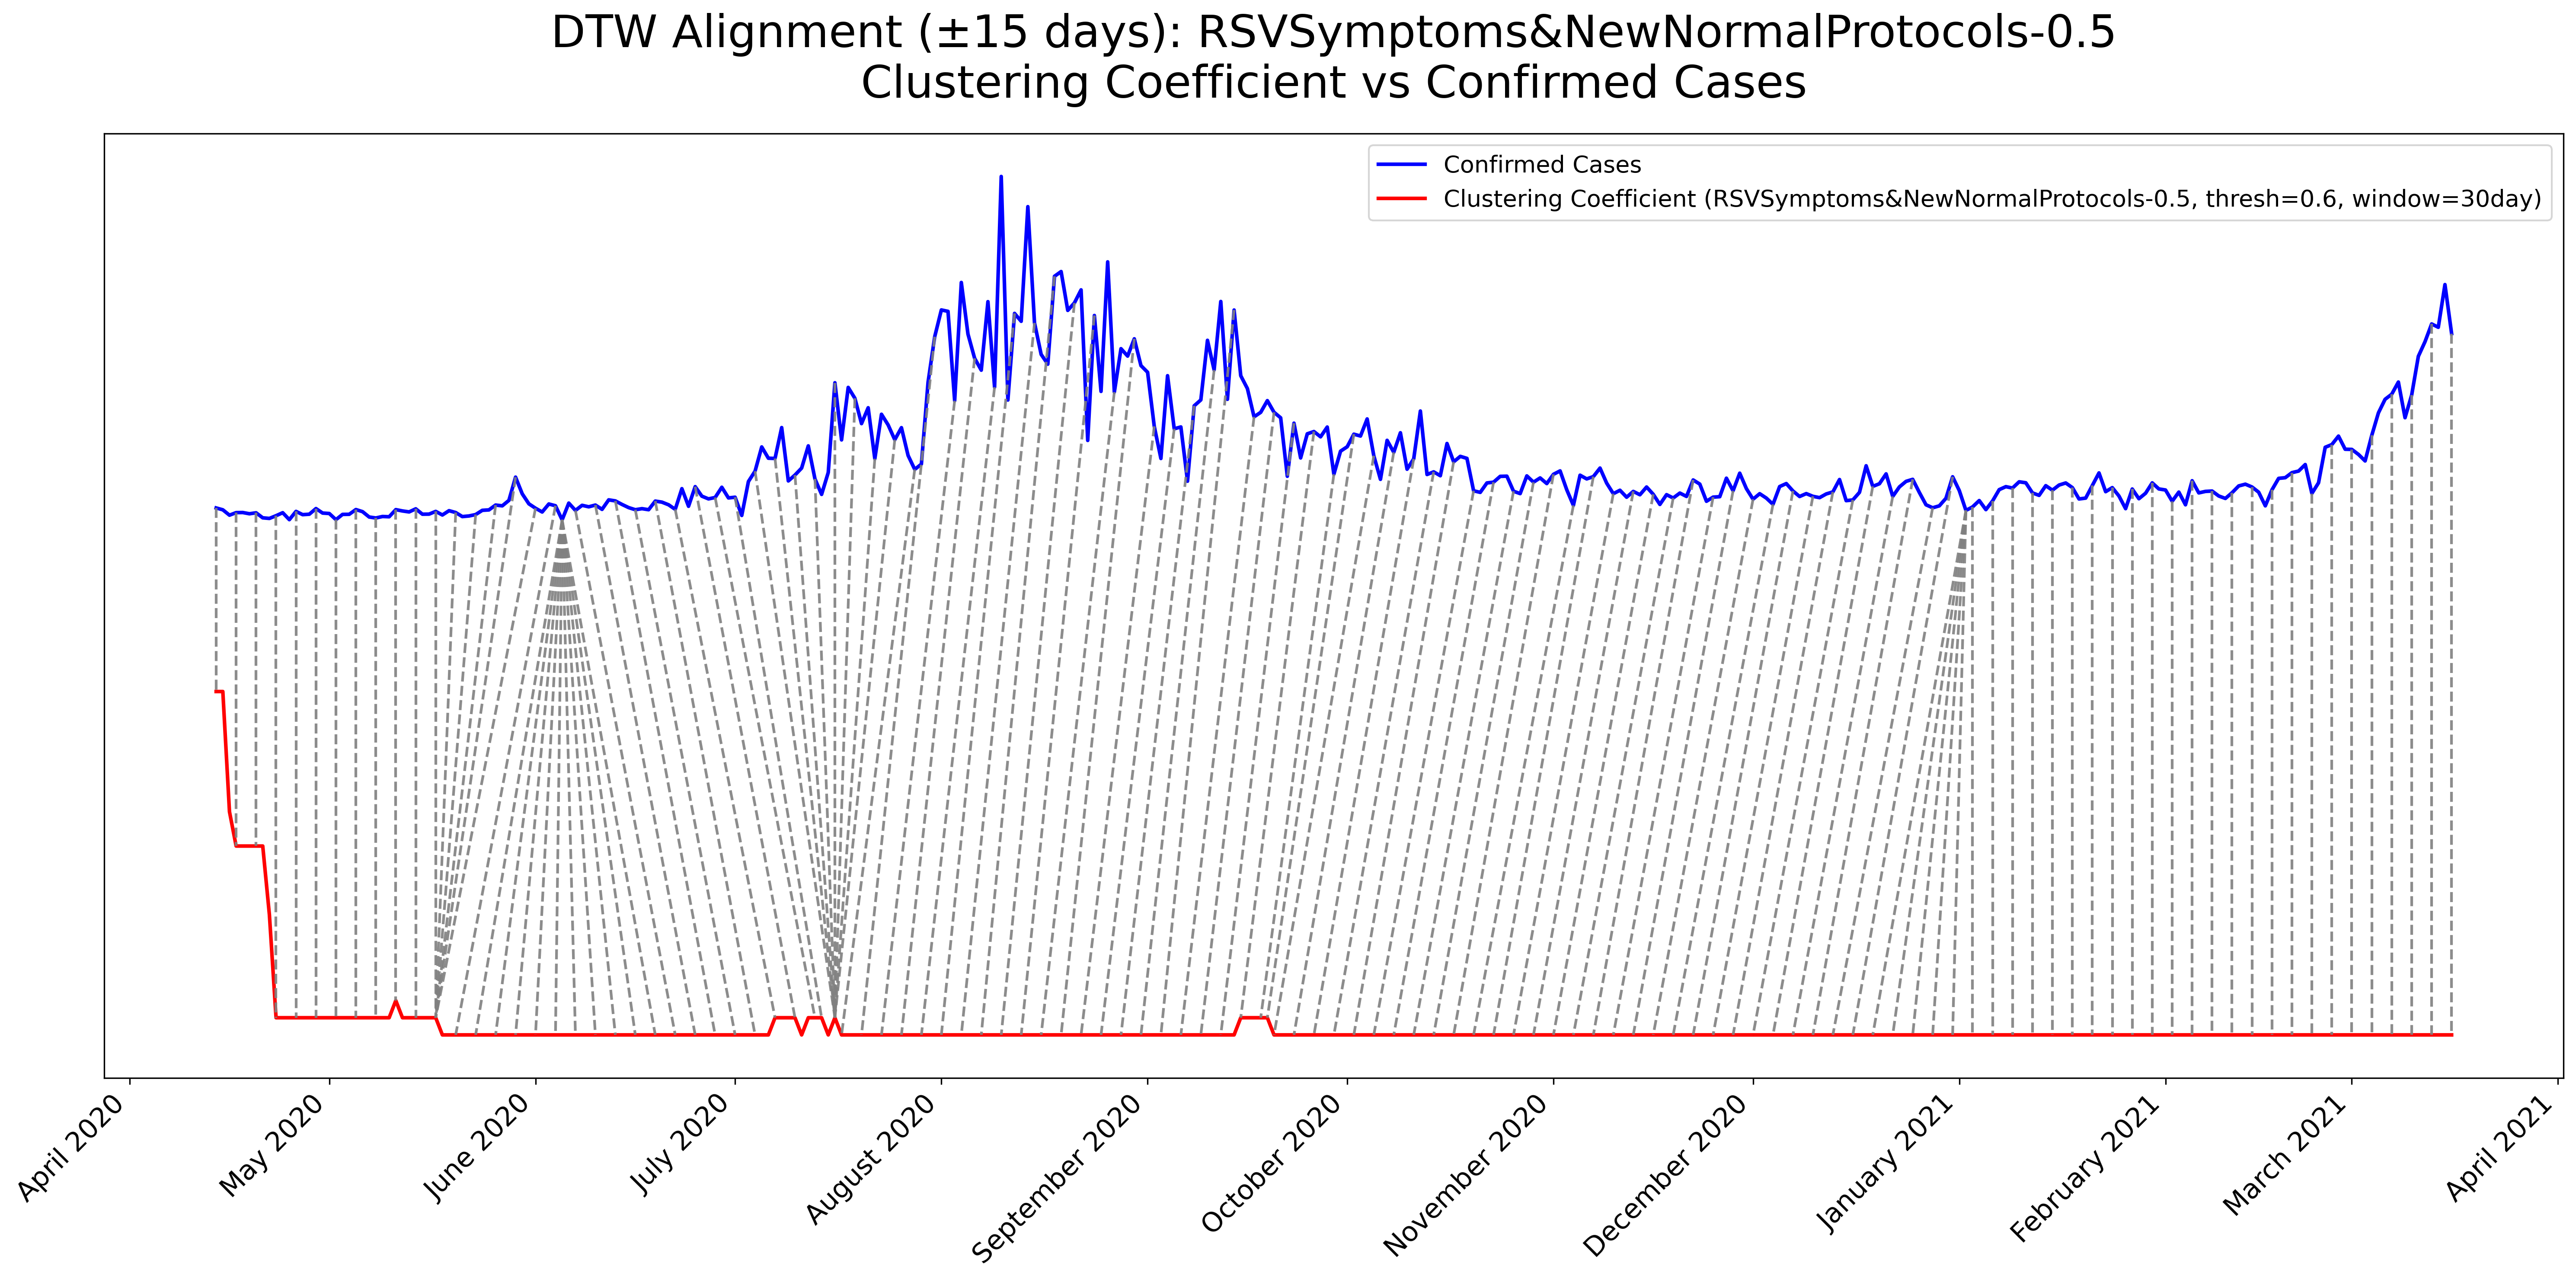 DTW Alignment (±15 days): RSVSymptoms&NewNormalProtocols-0.5
Clustering Coefficient vs Confirmed Cases
Confirmed Cases
Clustering Coefficient (RSVSymptoms&NewNormalProtocols-0.5, thresh=0.6, window=30day)
April 2020
May 2020
June 2020
July 2020
August 2020
September 2020
October 2020
November 2020
December 2020
January 2021
February 2021
March 2021
April 2021